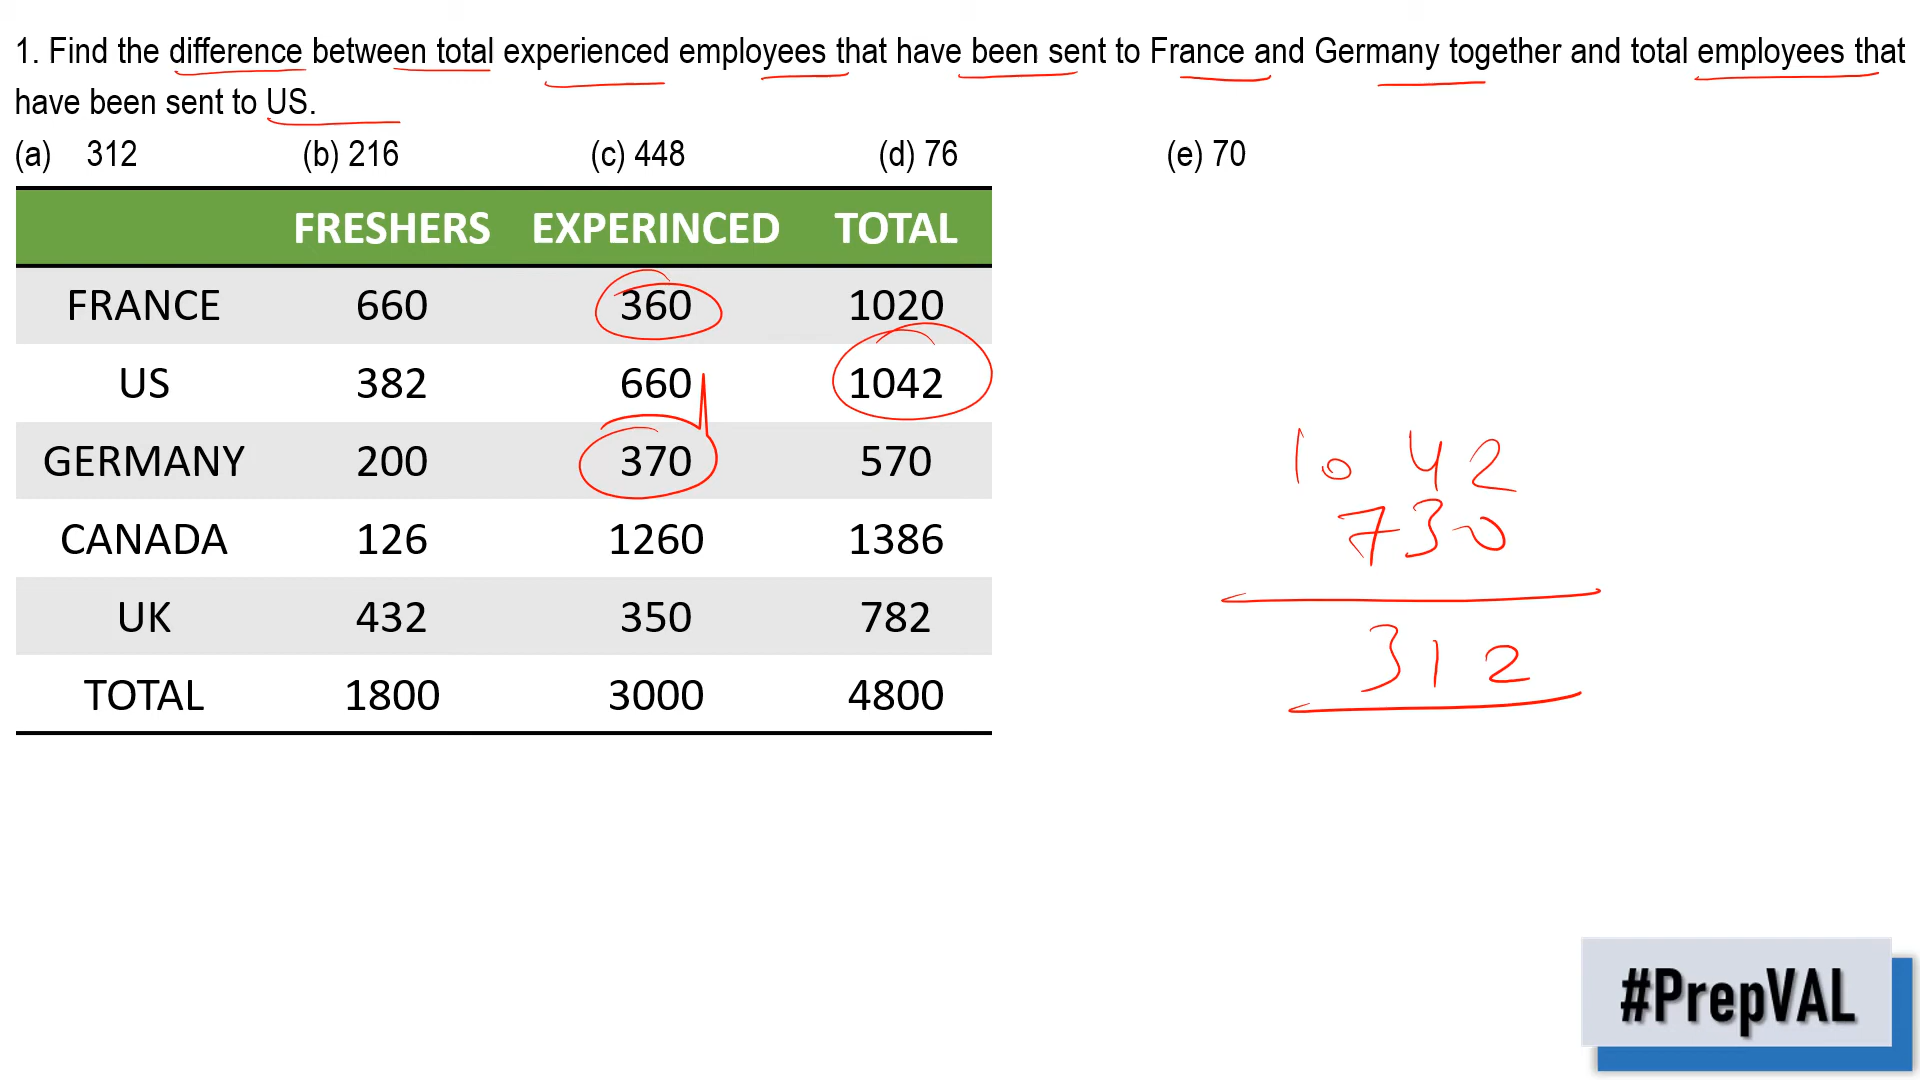 1. Find the difference between total experienced employees that have been sent to France and Germany together and total employees that
have been sent to US.
(a) 312 (b) 216 (c) 448 (d) 76 (e) 70
FRESHERS EXPERINCED TOTAL
FRANCE 660 360 1020
US 382 660 1042
GERMANY 200 370 570
CANADA 126 1260 1386
UK 432 350 782
TOTAL 1800 3000 4800
1042
730
312
#PrepVAL